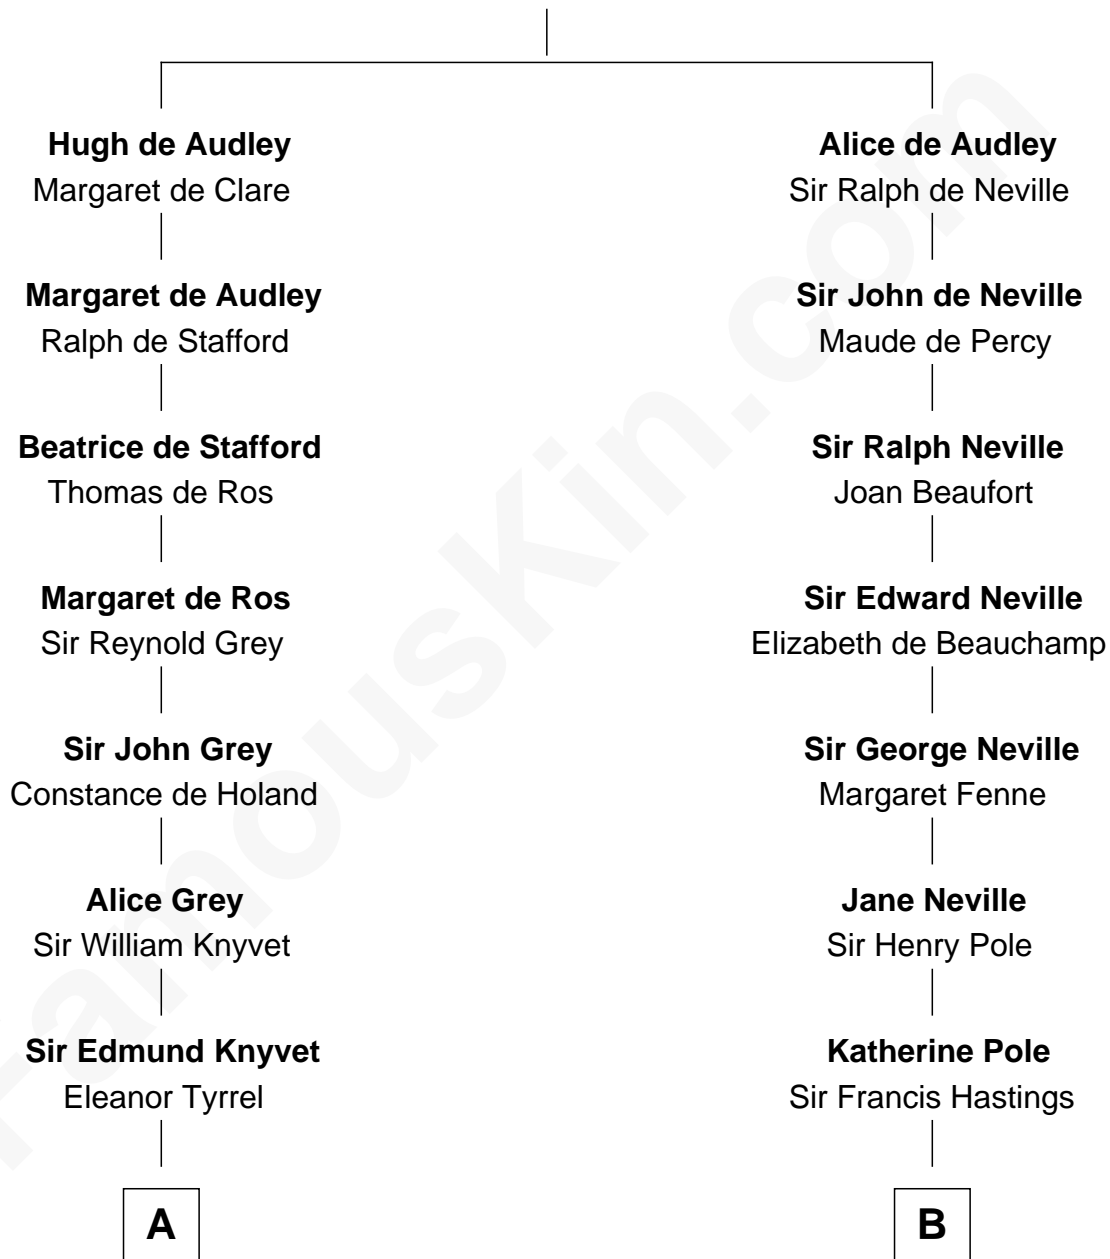 Hugh de Audley
Margaret de Clare
Margaret de Audley
Ralph de Stafford
Beatrice de Stafford
Thomas de Ros
Margaret de Ros
Sir Reynold Grey
Sir John Grey
Constance de Holand
Alice Grey
Sir William Knyvet
Sir Edmund Knyvet
Eleanor Tyrrel
A
Alice de Audley
Sir Ralph de Neville
Sir John de Neville
Maude de Percy
Sir Ralph Neville
Joan Beaufort
Sir Edward Neville
Elizabeth de Beauchamp
Sir George Neville
Margaret Fenne
Jane Neville
Sir Henry Pole
Katherine Pole
Sir Francis Hastings
B
FamousKin.com